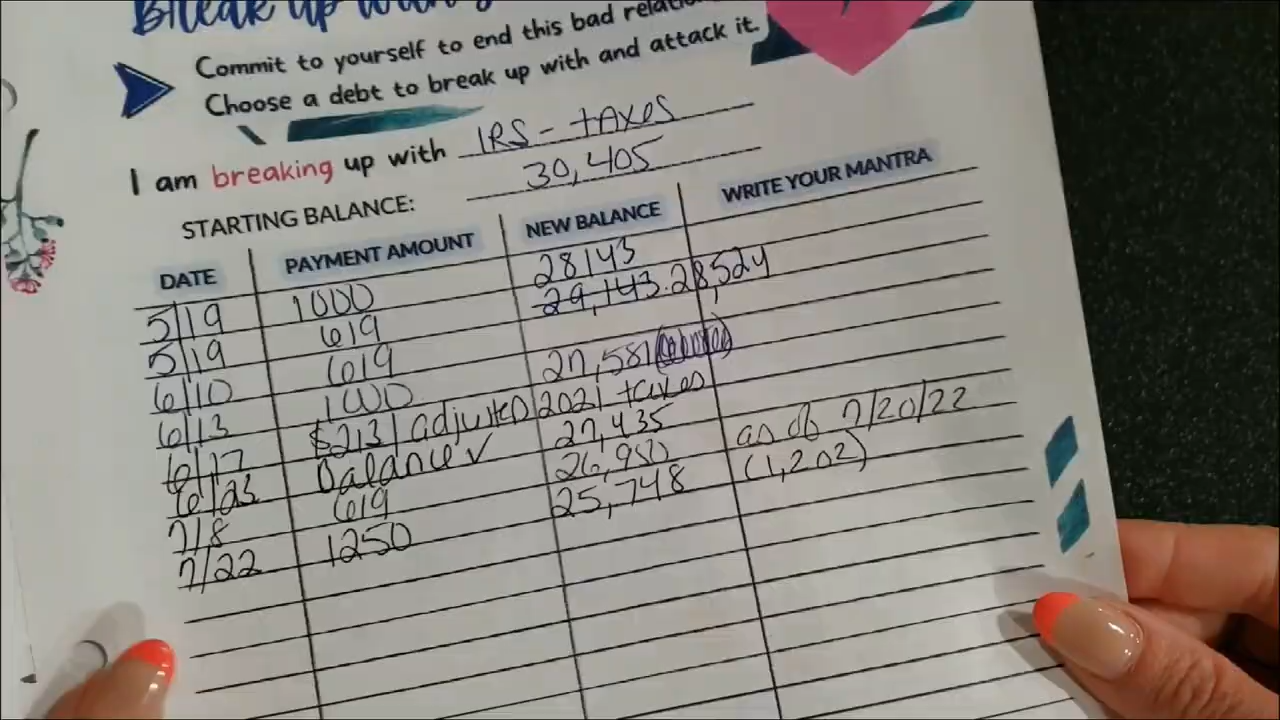 Break up with
Commit to yourself to end this bad
Choose a debt to break up with and attack it.
I am breaking up with IRS - taxes
STARTING BALANCE: 30,405
DATE PAYMENT AMOUNT NEW BALANCE WRITE YOUR MANTRA
5/19 1000 28143
5/19 619 29,143. 28,524
6/10 619
6/13 1000 27,581
6/17 $213 adjusted 2021 taxes
6/23 Balance ✓ 27,435 as of 7/20/22
7/8 619 26,950 (1,202)
7/22 1250 25,748